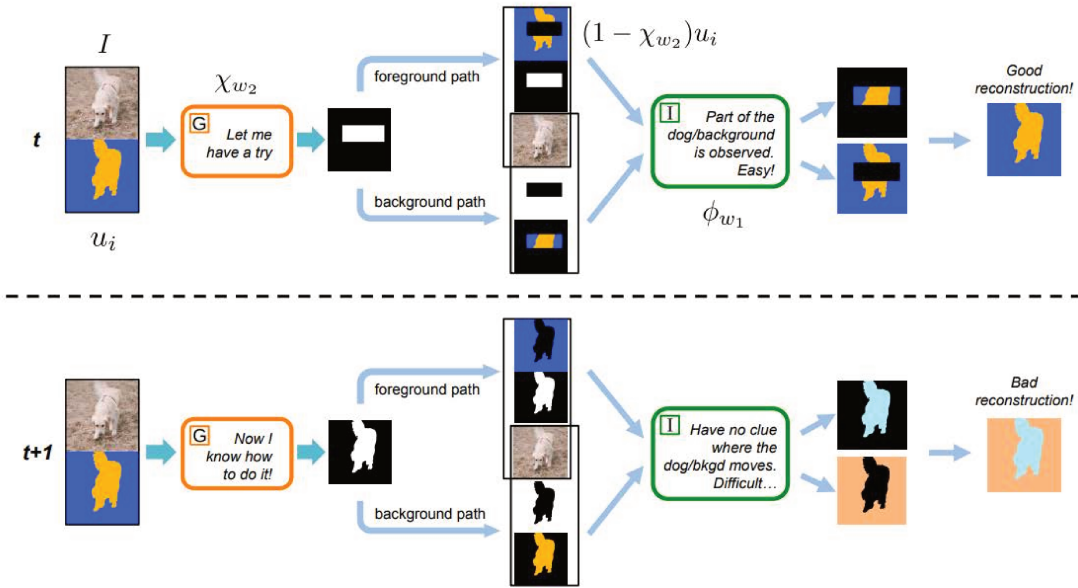 I
χ_{w_2}
(1 − χ_{w_2})u_i
foreground path
Good
reconstruction!
t
G
Let me
have a try
I
Part of the
dog/background
is observed.
Easy!
background path
u_i
ϕ_{w_1}
foreground path
Bad
reconstruction!
t+1
G
Now I
know how
to do it!
I
Have no clue
where the
dog/bkgd moves.
Difficult...
background path